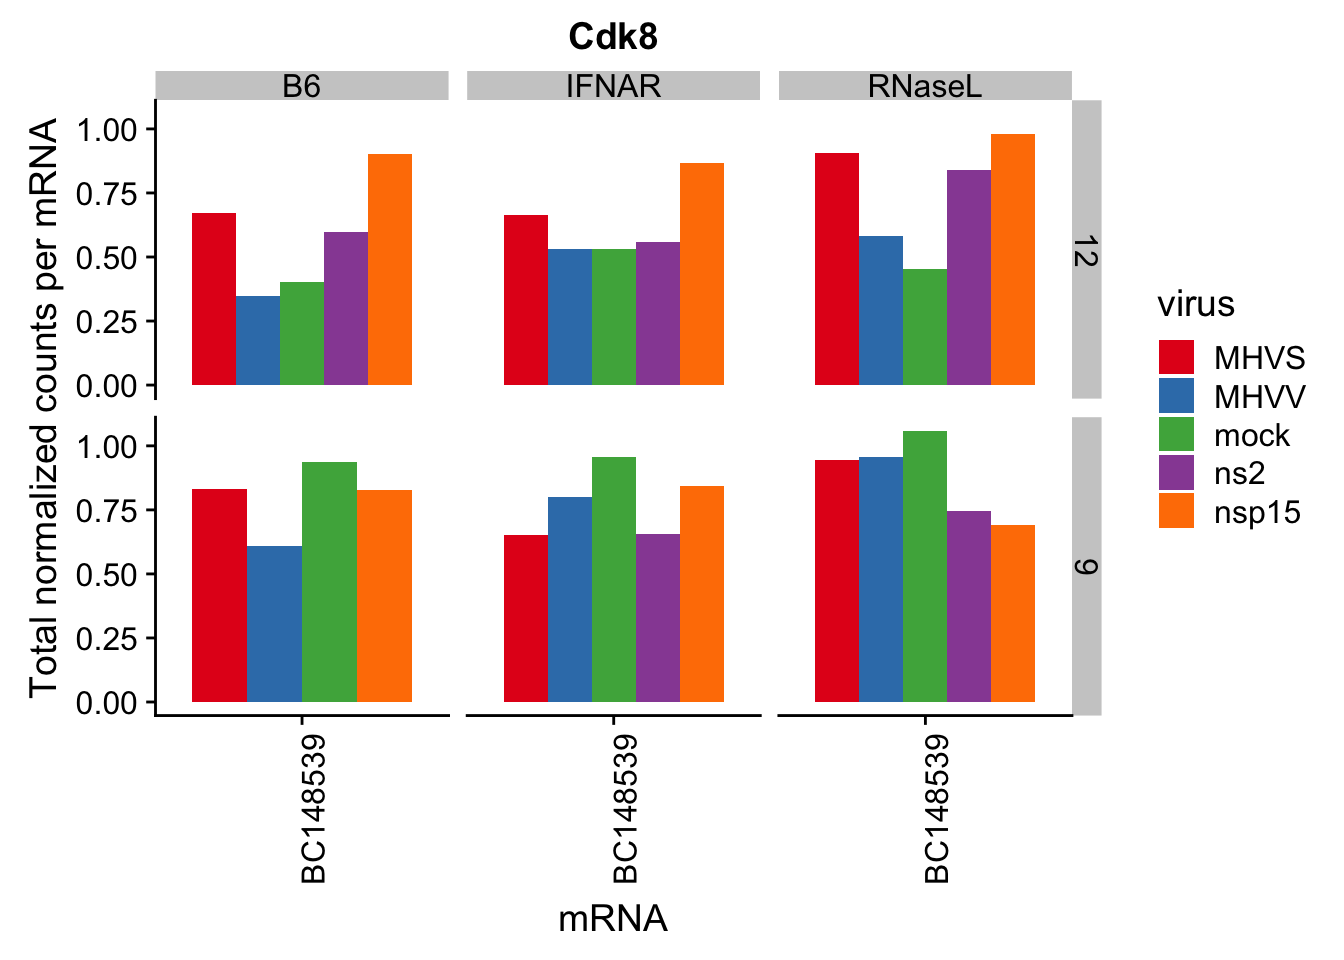 Cdk8
B6
IFNAR
RNaseL
Total normalized counts per mRNA
1.00
0.75
0.50
0.25
0.00
12
1.00
0.75
0.50
0.25
0.00
9
BC148539
BC148539
BC148539
mRNA
virus
MHVS
MHVV
mock
ns2
nsp15